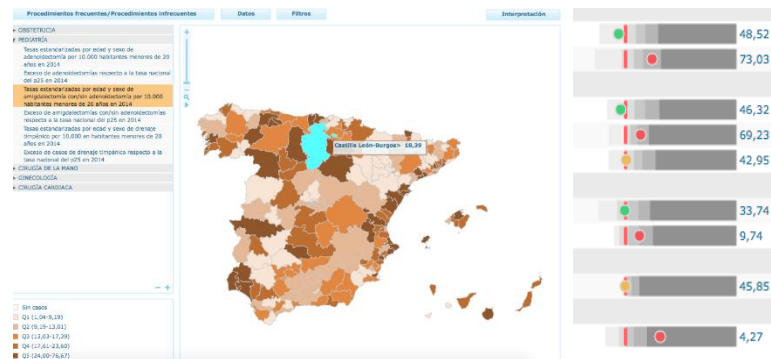 Procedimientos frecuentes/Procedimientos infrecuentes
Datos
Filtros
Interpretación
OBSTETRICIA
PEDIATRÍA
Tasas estandarizadas por edad y sexo de
adenoidectomía por 10.000 habitantes menores de 20
años en 2014
Exceso de adenoidectomías respecto a la tasa nacional
del p25 en 2014
Tasas estandarizadas por edad y sexo de
amigdalectomía con/sin adenoidectomía por 10.000
habitantes menores de 20 años en 2014
Exceso de amigdalectomías con/sin adenoidectomías
respecto a la tasa nacional del p25 en 2014
Tasas estandarizadas por edad y sexo de drenaje
timpánico por 10.000 en habitantes menores de 20
años en 2014
Exceso de casos de drenaje timpánico respecto a la
tasa nacional del p25 en 2014
CIRUGÍA DE LA MANO
GINECOLOGÍA
CIRUGÍA CARDIACA
Castilla León-Burgos> 18,39
Sin casos
Q1 (1,04-9,19)
Q2 (9,19-13,01)
Q3 (13,03-17,39)
Q4 (17,61-23,60)
Q5 (24,00-76,67)
48,52
73,03
46,32
69,23
42,95
33,74
9,74
45,85
4,27